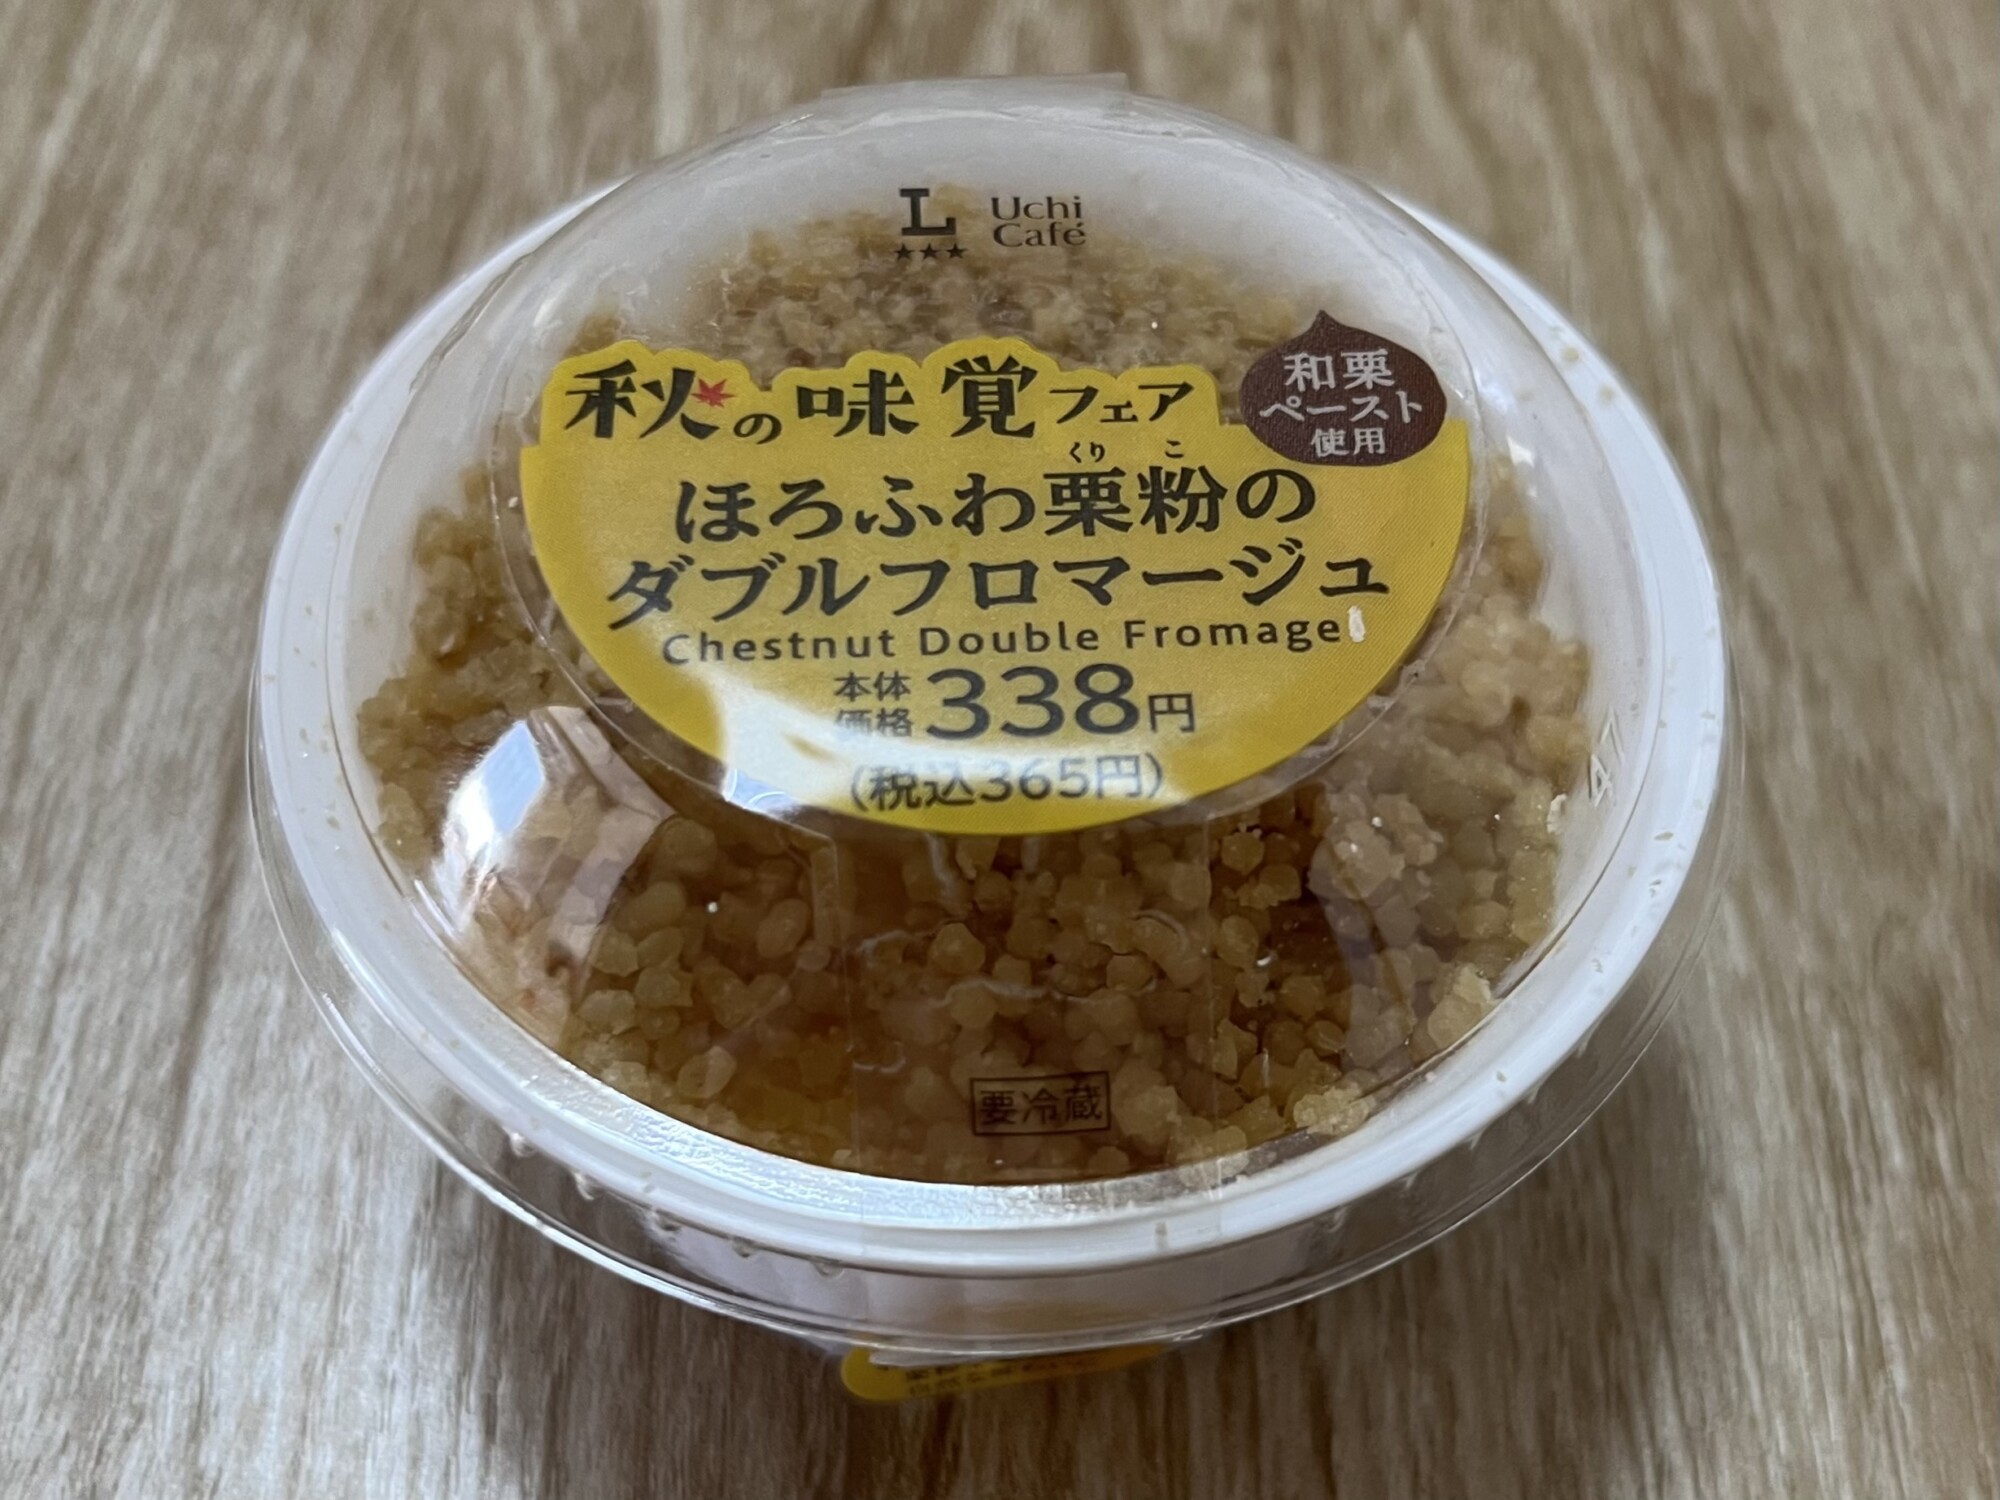 L
Uchi
Café
秋の味覚フェア
和栗
ペースト
使用
くり こ
ほろふわ栗粉の
ダブルフロマージュ
Chestnut Double Fromage
本体
価格 338円
(税込365円)
要冷蔵
47